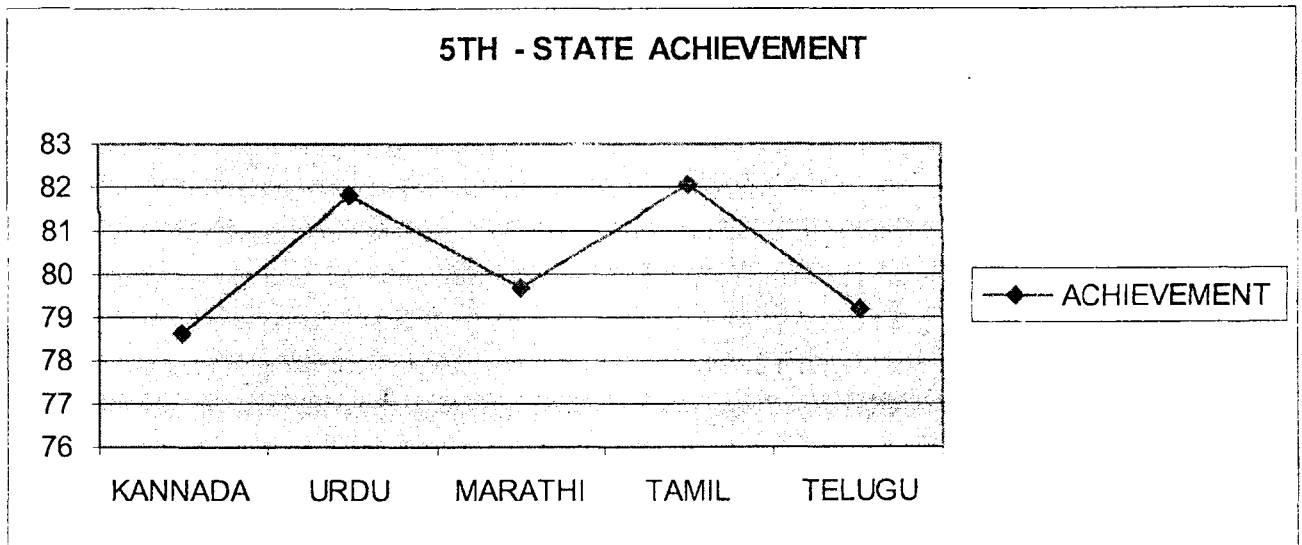 5TH - STATE ACHIEVEMENT
83
82
81
80
79
78
77
76
KANNADA URDU MARATHI TAMIL TELUGU
ACHIEVEMENT